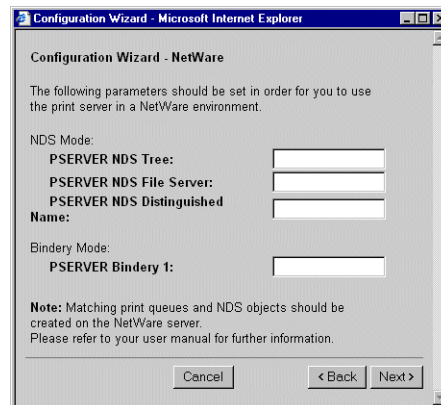 Configuration Wizard - Microsoft Internet Explorer
Configuration Wizard - NetWare
The following parameters should be set in order for you to use
the print server in a NetWare environment.
NDS Mode:
PSERVER NDS Tree:
PSERVER NDS File Server:
PSERVER NDS Distinguished
Name:
Bindery Mode:
PSERVER Bindery 1:
Note: Matching print queues and NDS objects should be
created on the NetWare server.
Please refer to your user manual for further information.
Cancel
< Back
Next >